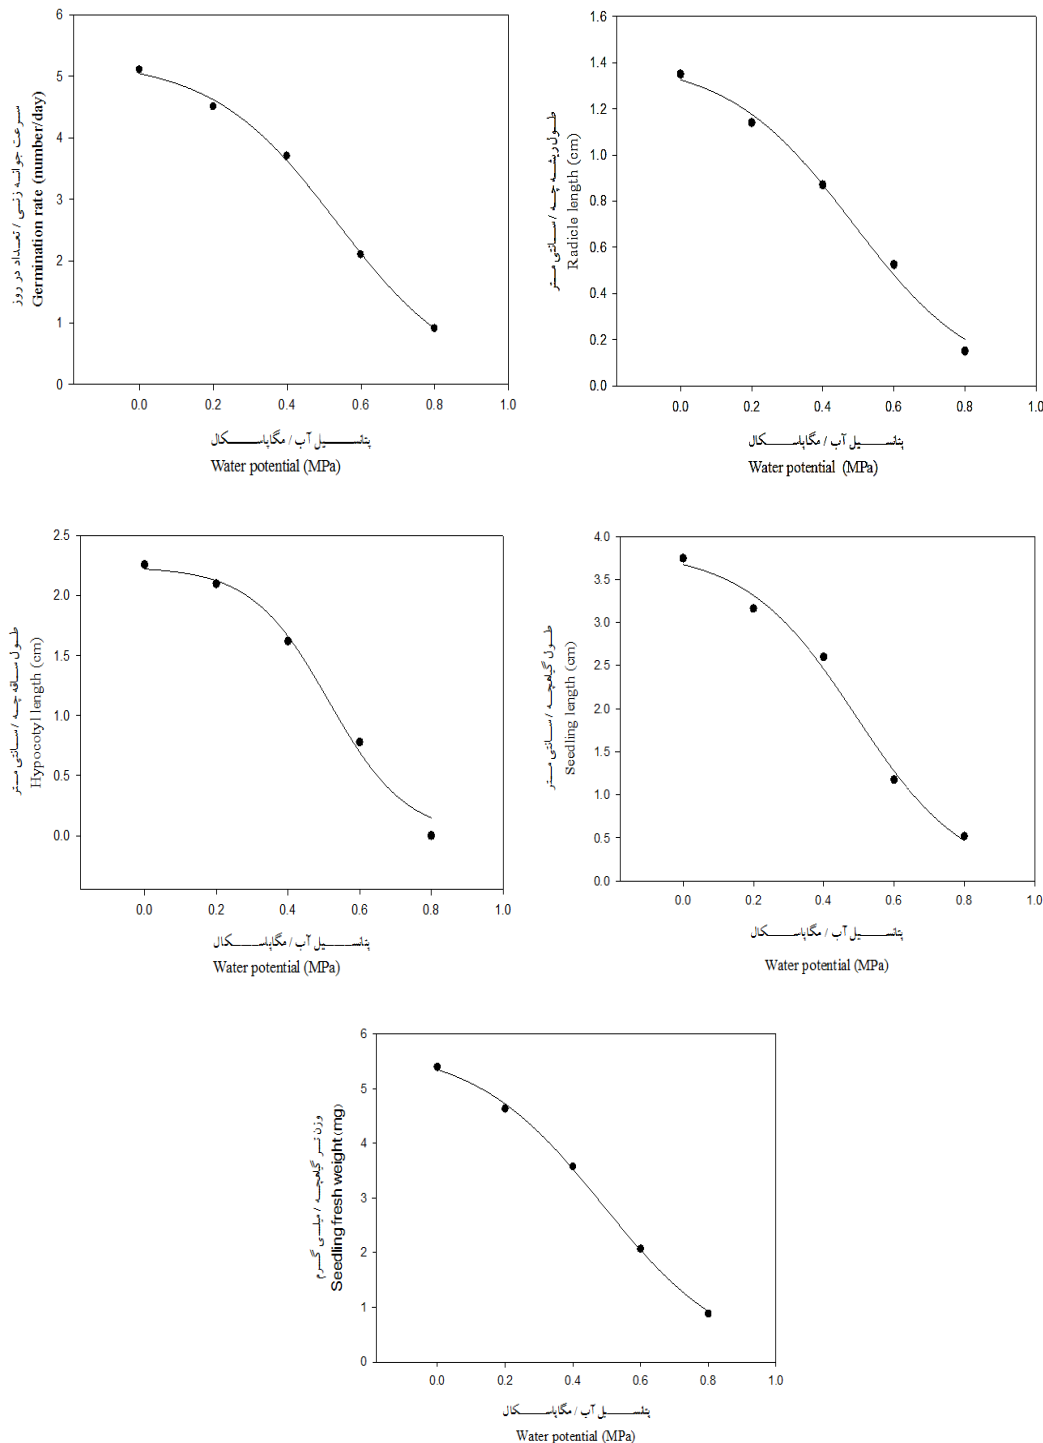 6
5
4
3
2
1
0
0.0 0.2 0.4 0.6 0.8 1.0
سرعت جوانه زنی / تعداد در روز
Germination rate (number/day)
پتانسیل آب / مگاپاسکال
Water potential (MPa)
1.6
1.4
1.2
1.0
0.8
0.6
0.4
0.2
0.0
0.0 0.2 0.4 0.6 0.8 1.0
طول ریشه چه / سانتی متر
Radicle length (cm)
پتانسیل آب / مگاپاسکال
Water potential (MPa)
2.5
2.0
1.5
1.0
0.5
0.0
0.0 0.2 0.4 0.6 0.8 1.0
طول ساقه چه / سانتی متر
Hypocotyl length (cm)
پتانسیل آب / مگاپاسکال
Water potential (MPa)
4.0
3.5
3.0
2.5
2.0
1.5
1.0
0.5
0.0
0.0 0.2 0.4 0.6 0.8 1.0
طول گیاهچه / سانتی متر
Seedling length (cm)
پتانسیل آب / مگاپاسکال
Water potential (MPa)
6
5
4
3
2
1
0
0.0 0.2 0.4 0.6 0.8 1.0
وزن تر گیاهچه / میلی گرم
Seedling fresh weight (mg)
پتانسیل آب / مگاپاسکال
Water potential (MPa)